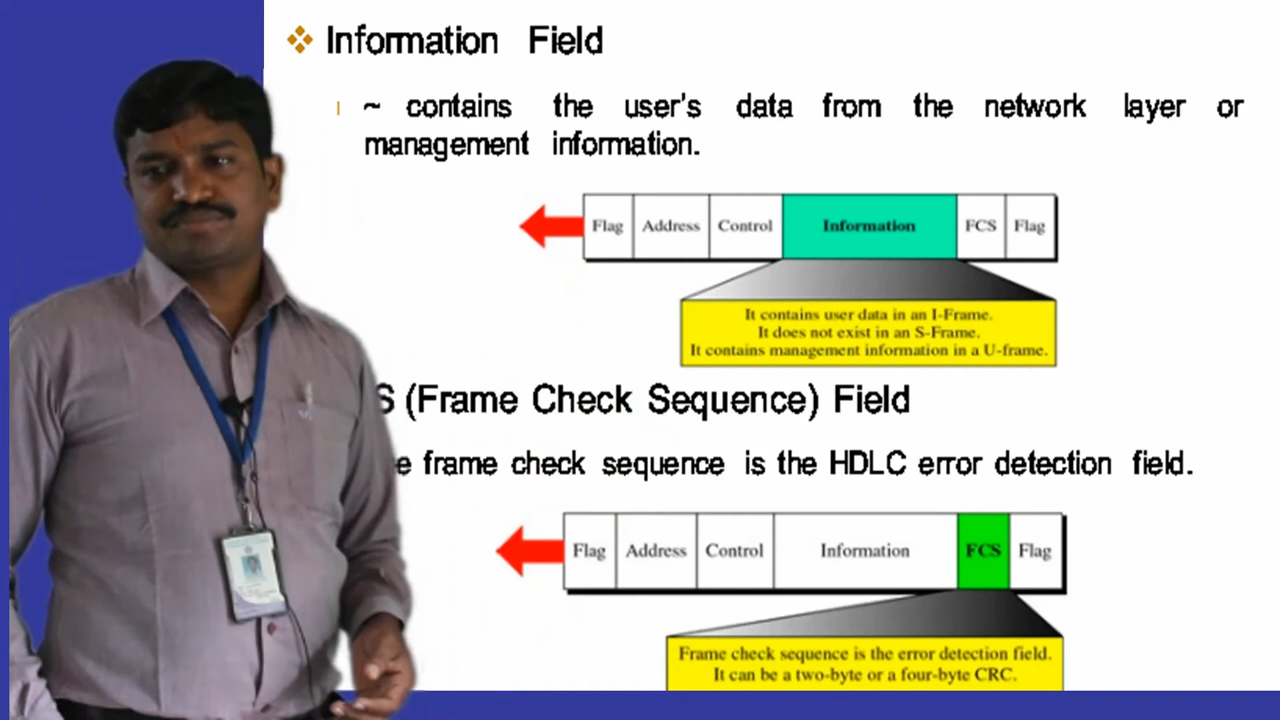 Information Field
~ contains the user's data from the network layer or
management information.
Flag Address Control Information FCS Flag
It contains user data in an I-Frame.
It does not exist in an S-Frame.
It contains management information in a U-frame.
S (Frame Check Sequence) Field
e frame check sequence is the HDLC error detection field.
Flag Address Control Information FCS Flag
Frame check sequence is the error detection field.
It can be a two-byte or a four-byte CRC.